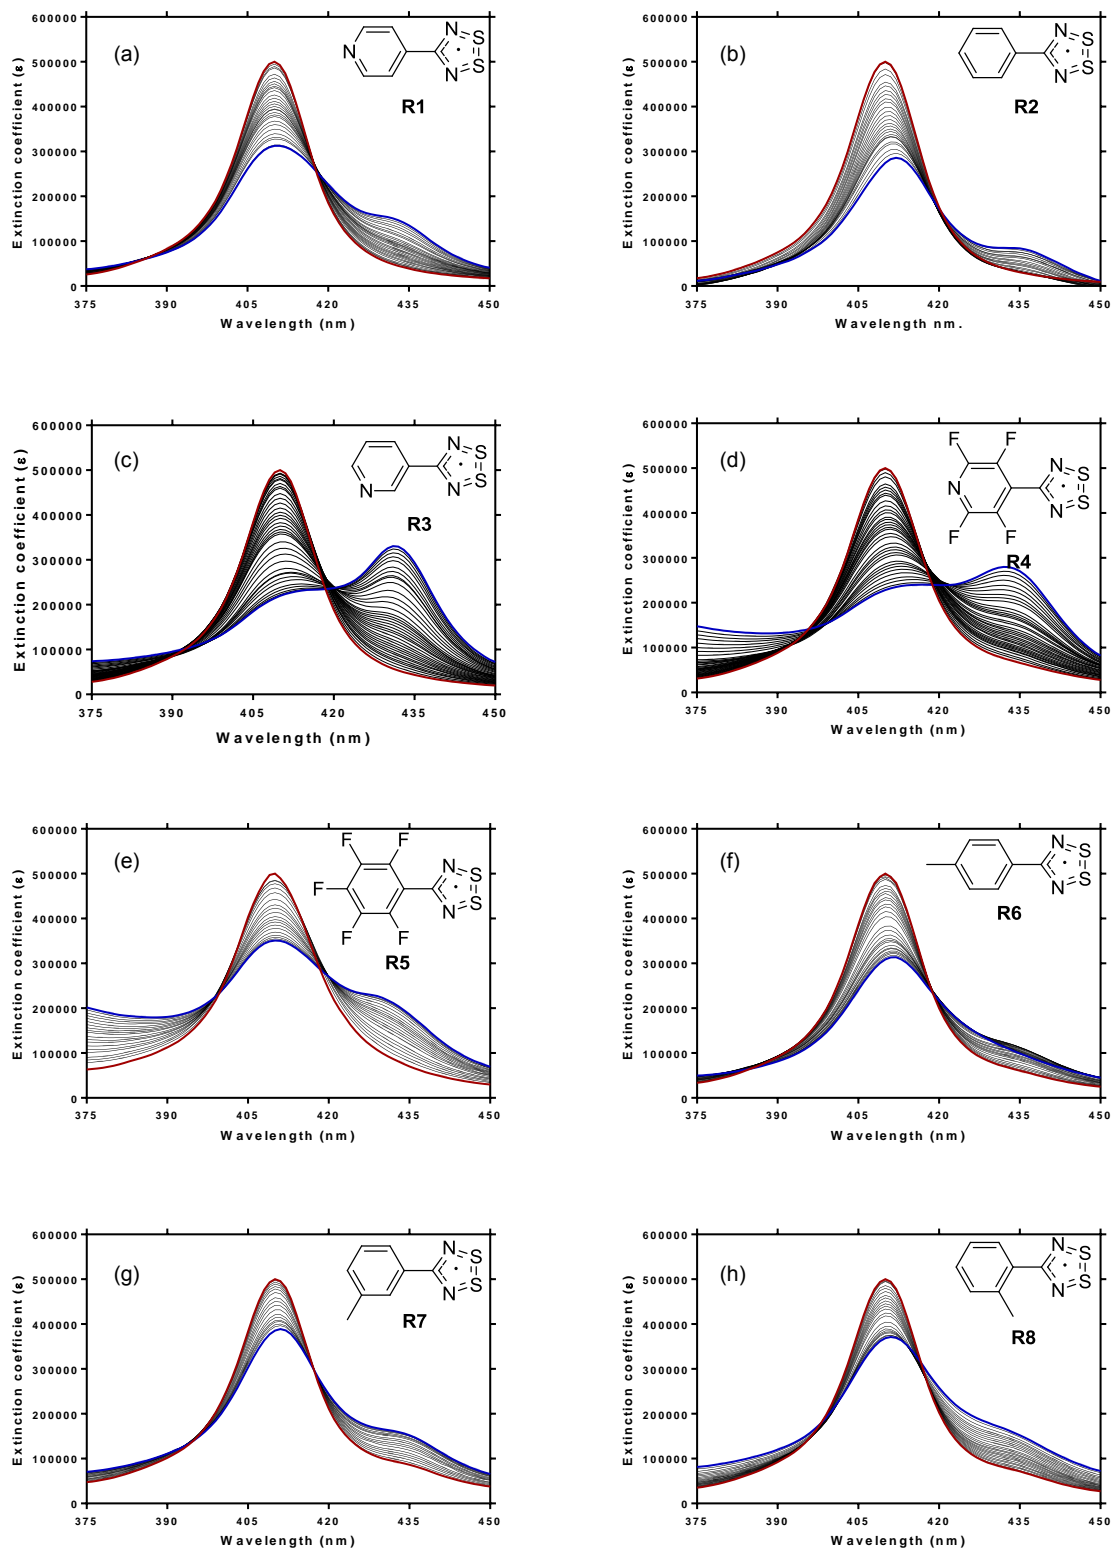 600000
500000
400000
300000
200000
100000
0
Extinction coefficient (ε)
(a)
N
N
N
S
S
R1
375 390 405 420 435 450
Wavelength (nm)
600000
500000
400000
300000
200000
100000
0
Extinction coefficient (ε)
(b)
N
N
S
S
R2
375 390 405 420 435 450
Wavelength nm.
600000
500000
400000
300000
200000
100000
0
Extinction coefficient (ε)
(c)
N
N
N
S
S
R3
375 390 405 420 435 450
Wavelength (nm)
600000
500000
400000
300000
200000
100000
0
Extinction coefficient (ε)
(d)
F F
N
F F
N
N
S
S
R4
375 390 405 420 435 450
Wavelength (nm)
600000
500000
400000
300000
200000
100000
0
Extinction coefficient (ε)
(e)
F F
F
F F
N
N
S
S
R5
375 390 405 420 435 450
Wavelength (nm)
600000
500000
400000
300000
200000
100000
0
Extinction coefficient (ε)
(f)
N
N
S
S
R6
375 390 405 420 435 450
Wavelength (nm)
600000
500000
400000
300000
200000
100000
0
Extinction coefficient (ε)
(g)
N
N
S
S
R7
375 390 405 420 435 450
Wavelength (nm)
600000
500000
400000
300000
200000
100000
0
Extinction coefficient (ε)
(h)
N
N
S
S
R8
375 390 405 420 435 450
Wavelength (nm)